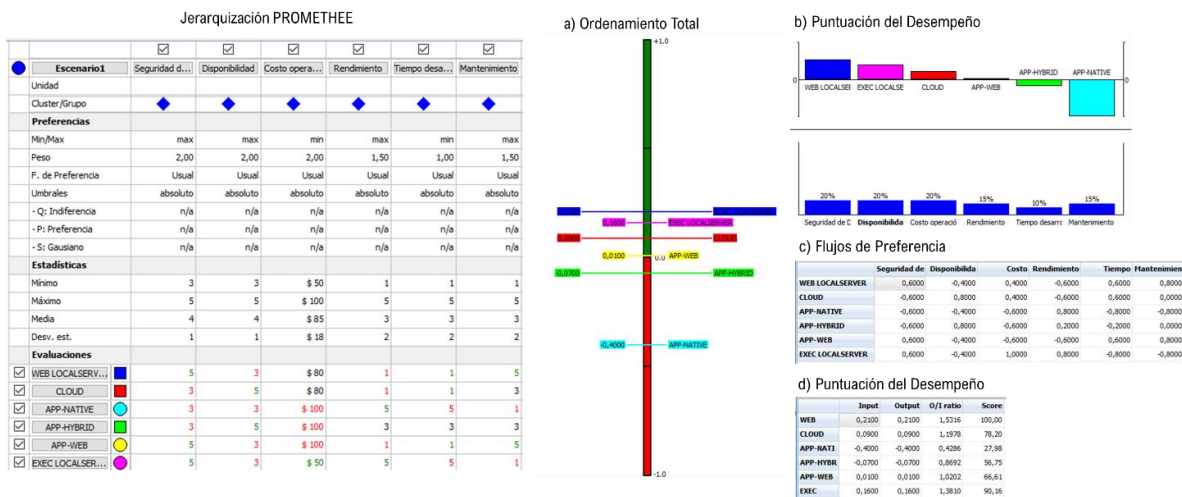 Jerarquización PROMETHEE
Escenario1 Seguridad d... Disponibilidad Costo opera... Rendimiento Tiempo desa... Mantenimiento
Unidad
Cluster/Grupo
Preferencias
Min/Max max max min max min max
Peso 2,00 2,00 2,00 1,50 1,00 1,50
F. de Preferencia Usual Usual Usual Usual Usual Usual
Umbrales absoluto absoluto absoluto absoluto absoluto absoluto
- Q: Indiferencia n/a n/a n/a n/a n/a n/a
- P: Preferencia n/a n/a n/a n/a n/a n/a
- S: Gausiano n/a n/a n/a n/a n/a n/a
Estadísticas
Mínimo 3 3 $ 50 1 1 1
Máximo 5 5 $ 100 5 5 5
Media 4 4 $ 85 3 3 3
Desv. est. 1 1 $ 18 2 2 2
Evaluaciones
WEB LOCALSERV... 5 3 $ 80 1 1 5
CLOUD 3 5 $ 80 1 1 3
APP-NATIVE 3 3 $ 100 5 5 1
APP-HYBRID 3 5 $ 100 3 3 3
APP-WEB 5 3 $ 100 1 1 5
EXEC LOCALSER... 5 3 $ 50 5 5 1
a) Ordenamiento Total
+1.0
0,1600 EXEC LOCALSERVER
CLOUD
0,0100 0.0 APP-WEB
-0,0700 APP-HYBRID
-0,4000 APP-NATIVE
-1.0
b) Puntuación del Desempeño
APP-HYBRID APP-NATIVE
0 0
WEB LOCALSEI EXEC LOCALSE CLOUD APP-WEB
20% 20% 20% 15% 10% 15%
Seguridad de D Disponibilida Costo operació Rendimiento Tiempo desarrc Mantenimiento
c) Flujos de Preferencia
Seguridad de Disponibilida Costo Rendimiento Tiempo Mantenimien
WEB LOCALSERVER 0,6000 -0,4000 0,4000 -0,6000 0,6000 0,8000
CLOUD -0,6000 0,8000 0,4000 -0,6000 0,6000 0,0000
APP-NATIVE -0,6000 -0,4000 -0,6000 0,8000 -0,8000 -0,8000
APP-HYBRID -0,6000 0,8000 -0,6000 0,2000 -0,2000 0,0000
APP-WEB 0,6000 -0,4000 -0,6000 -0,6000 0,6000 0,8000
EXEC LOCALSERVER 0,6000 -0,4000 1,0000 0,8000 -0,8000 -0,8000
d) Puntuación del Desempeño
Input Output O/I ratio Score
WEB 0,2100 0,2100 1,5316 100,00
CLOUD 0,0900 0,0900 1,1978 78,20
APP-NATI -0,4000 -0,4000 0,4286 27,98
APP-HYBR -0,0700 -0,0700 0,8692 56,75
APP-WEB 0,0100 0,0100 1,0202 66,61
EXEC 0,1600 0,1600 1,3810 90,16